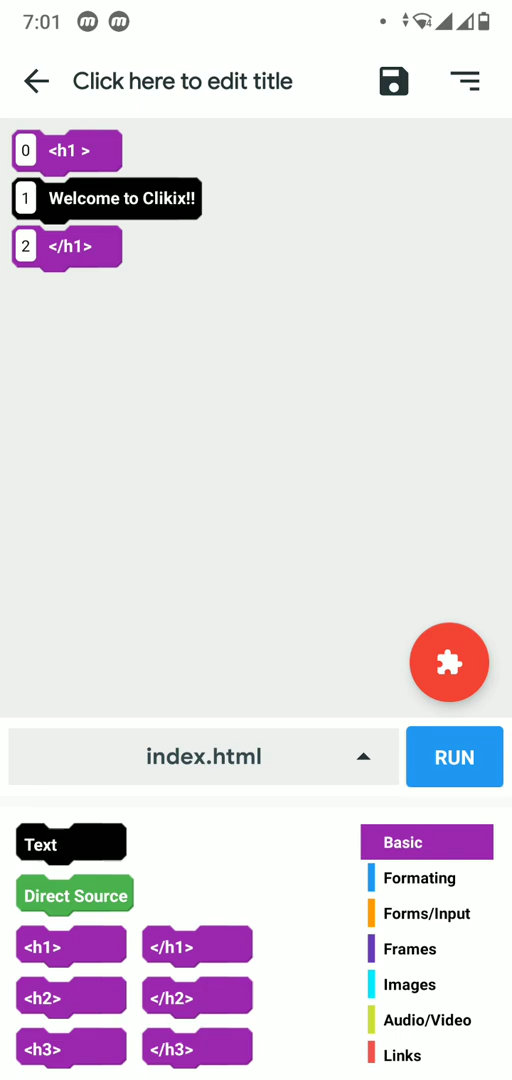 7:01
Click here to edit title
0 <h1 >
1 Welcome to Clikix!!
2 </h1>
index.html
RUN
Text
Direct Source
<h1> </h1>
<h2> </h2>
<h3> </h3>
Basic
Formating
Forms/Input
Frames
Images
Audio/Video
Links